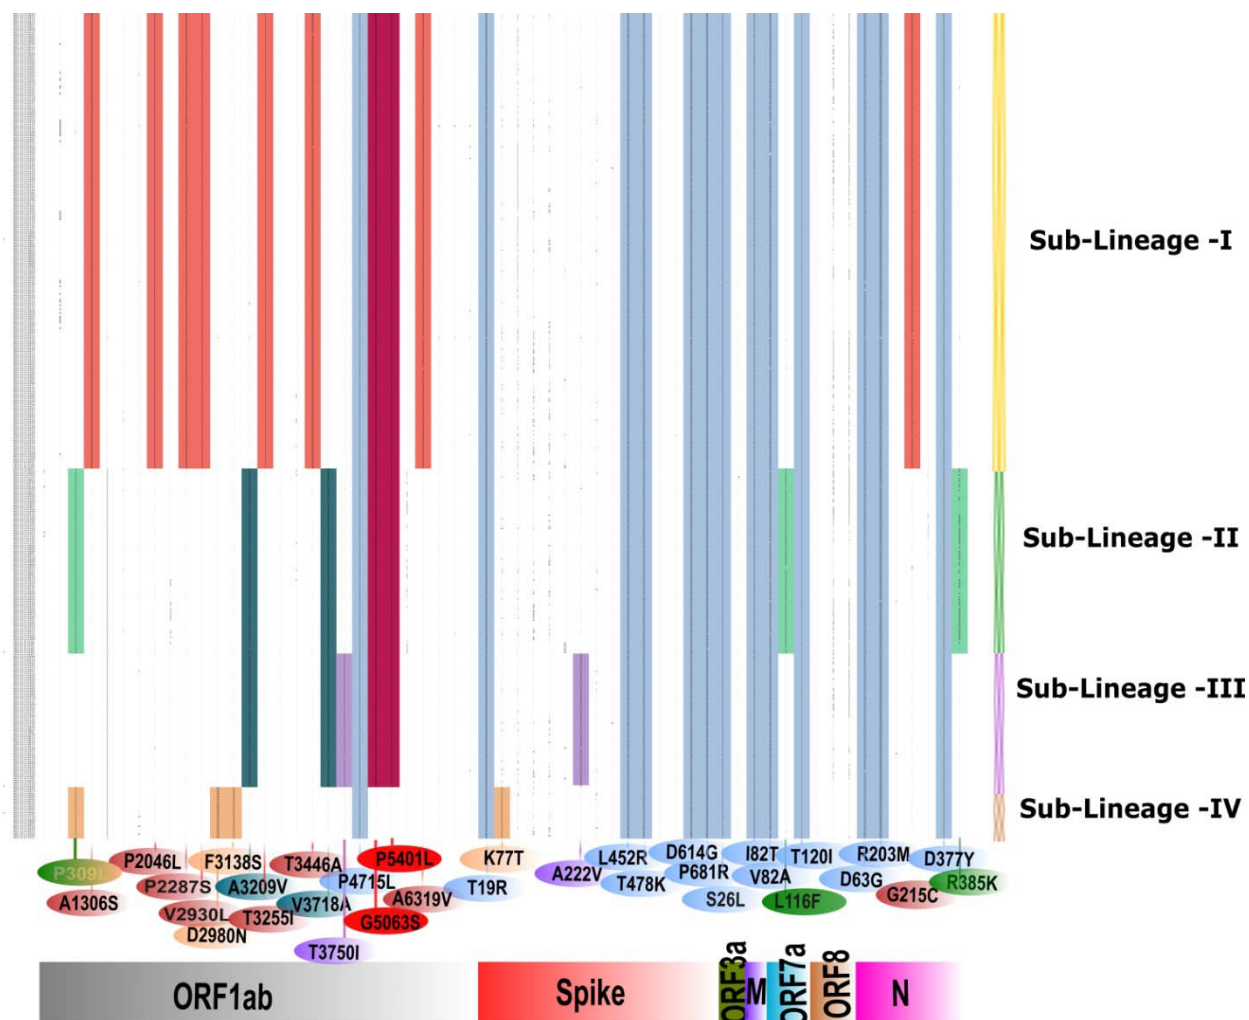 Sub-Lineage -I
Sub-Lineage -II
Sub-Lineage -III
Sub-Lineage -IV
P309L
A1306S
P2046L
P2287S
V2930L
D2980N
F3138S
A3209V
T3255I
T3446A
V3718A
T3750I
P4715L
G5063S
P5401L
A6319V
T19R
K77T
A222V
L452R
T478K
D614G
P681R
S26L
I82T
V82A
L116F
T120I
D63G
R203M
G215C
D377Y
R385K
ORF1ab
Spike
ORF3a
M
ORF7a
ORF8
N